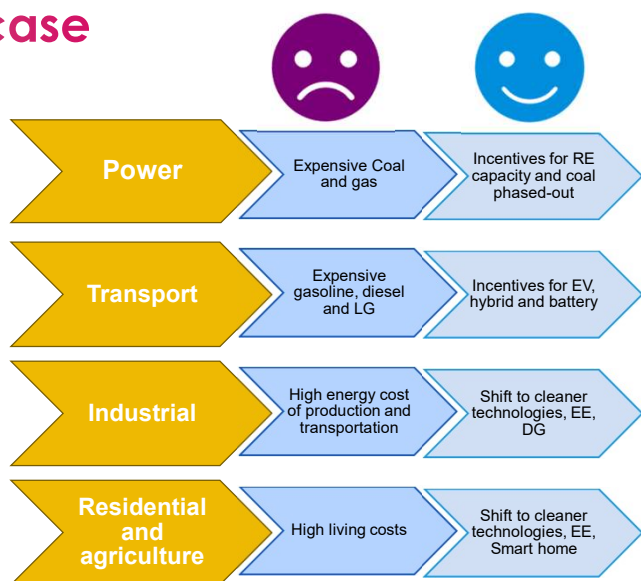 case
Power
Expensive Coal
and gas
Incentives for RE
capacity and coal
phased-out
Transport
Expensive
gasoline, diesel
and LG
Incentives for EV,
hybrid and battery
Industrial
High energy cost
of production and
transportation
Shift to cleaner
technologies, EE,
DG
Residential
and
agriculture
High living costs
Shift to cleaner
technologies, EE,
Smart home